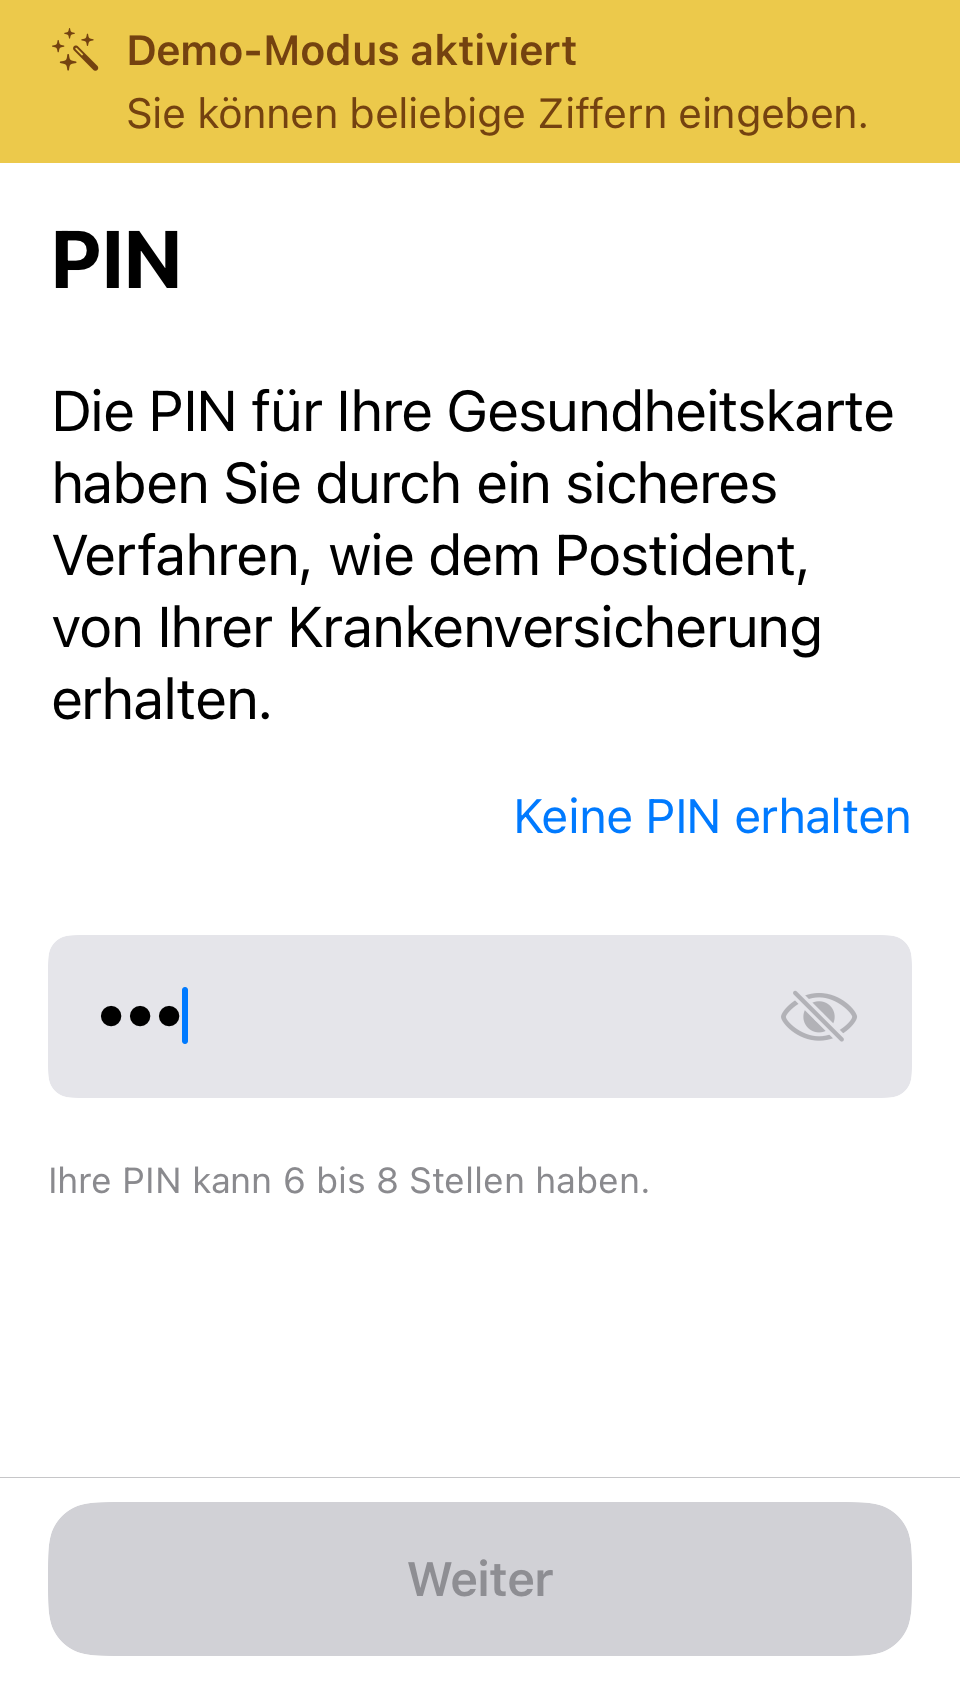 Demo-Modus aktiviert
Sie können beliebige Ziffern eingeben.
PIN
Die PIN für Ihre Gesundheitskarte
haben Sie durch ein sicheres
Verfahren, wie dem Postident,
von Ihrer Krankenversicherung
erhalten.
Keine PIN erhalten
•••
Ihre PIN kann 6 bis 8 Stellen haben.
Weiter